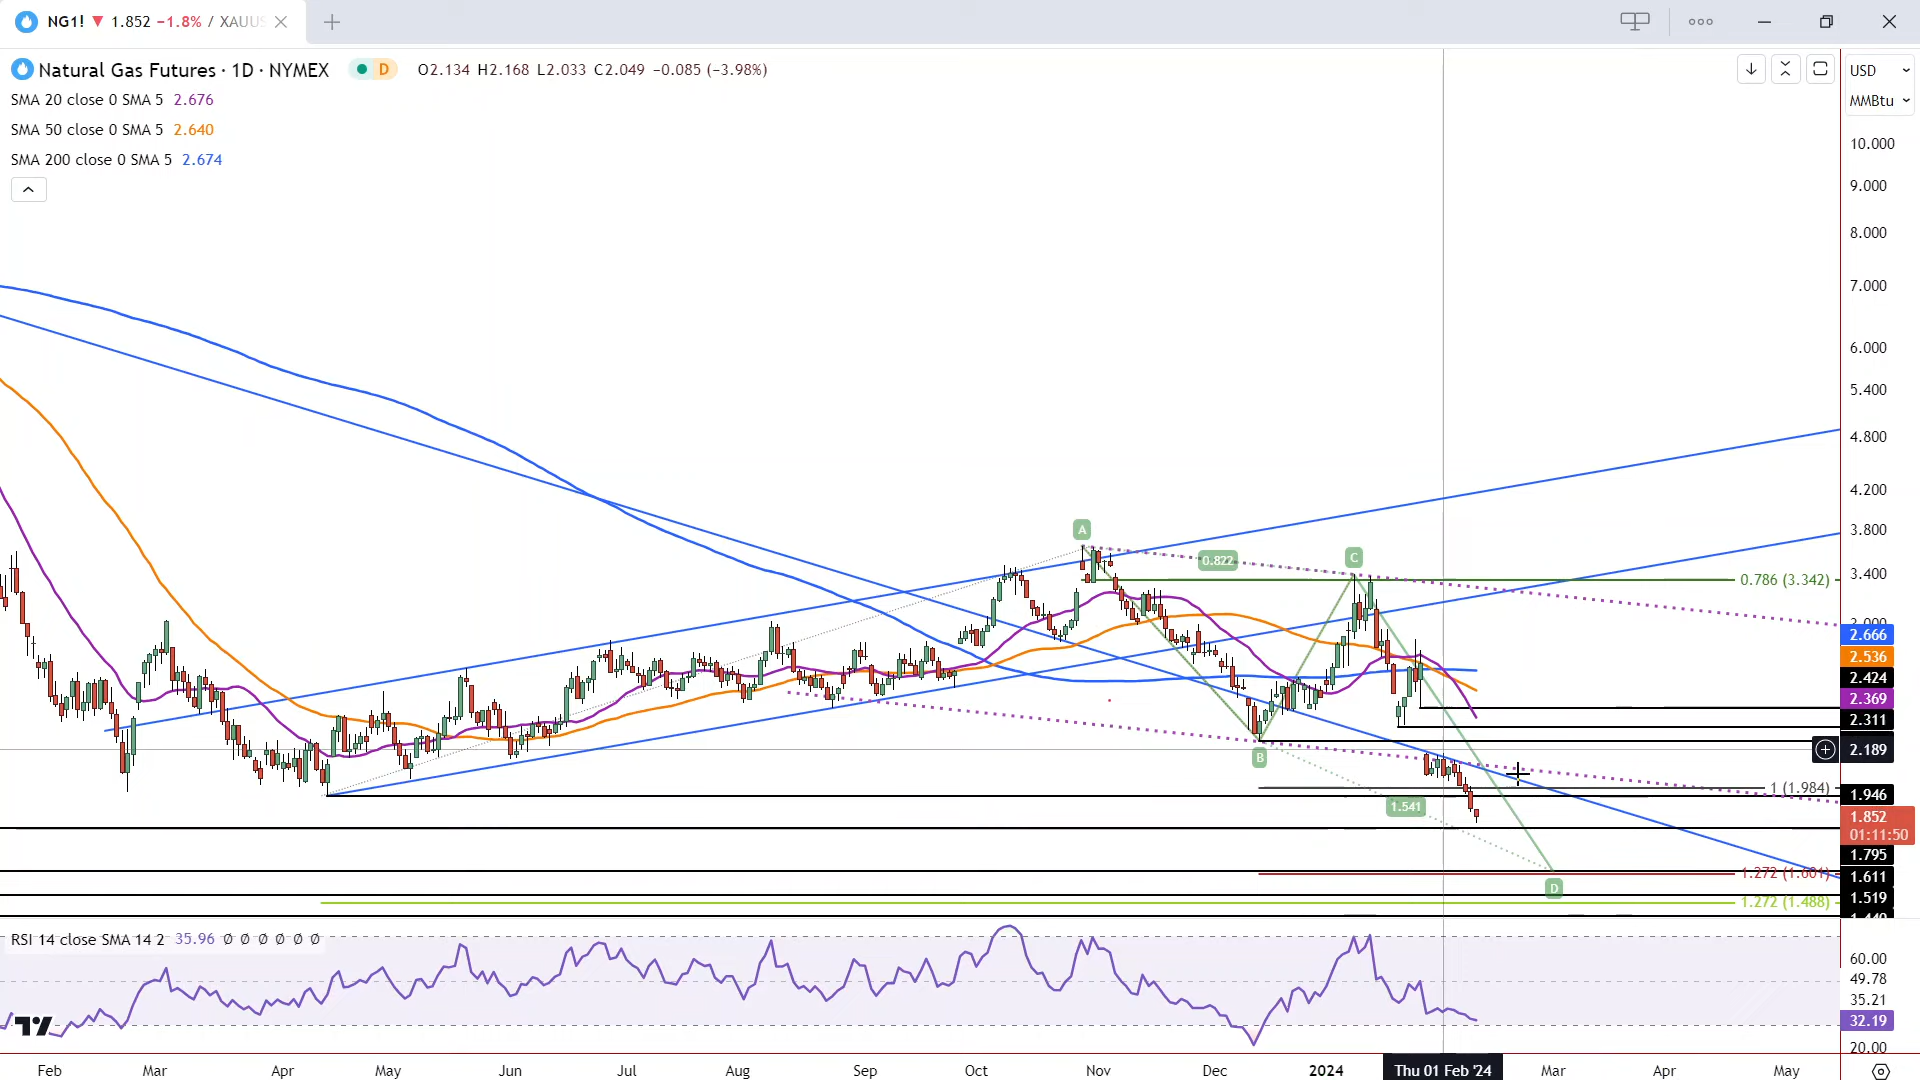 NG1! ▼ 1.852 −1.8% / XAUUS
Natural Gas Futures · 1D · NYMEX D O2.134 H2.168 L2.033 C2.049 −0.085 (−3.98%)
USD
SMA 20 close 0 SMA 5 2.676
MMBtu
SMA 50 close 0 SMA 5 2.640
SMA 200 close 0 SMA 5 2.674
10.000
9.000
8.000
7.000
6.000
5.400
4.800
4.200
3.800
A
C
0.822
3.400
0.786 (3.342)
2.666
2.536
2.424
2.369
2.311
2.189
B
1 (1.984)
1.946
1.541
1.852
01:11:50
1.795
1.272 (1.601)
1.611
D
1.519
1.272 (1.488)
RSI 14 close SMA 14 2 35.96 Ø Ø Ø Ø Ø Ø
60.00
49.78
35.21
32.19
20.00
Feb Mar Apr May Jun Jul Aug Sep Oct Nov Dec 2024 Thu 01 Feb '24 Mar Apr May